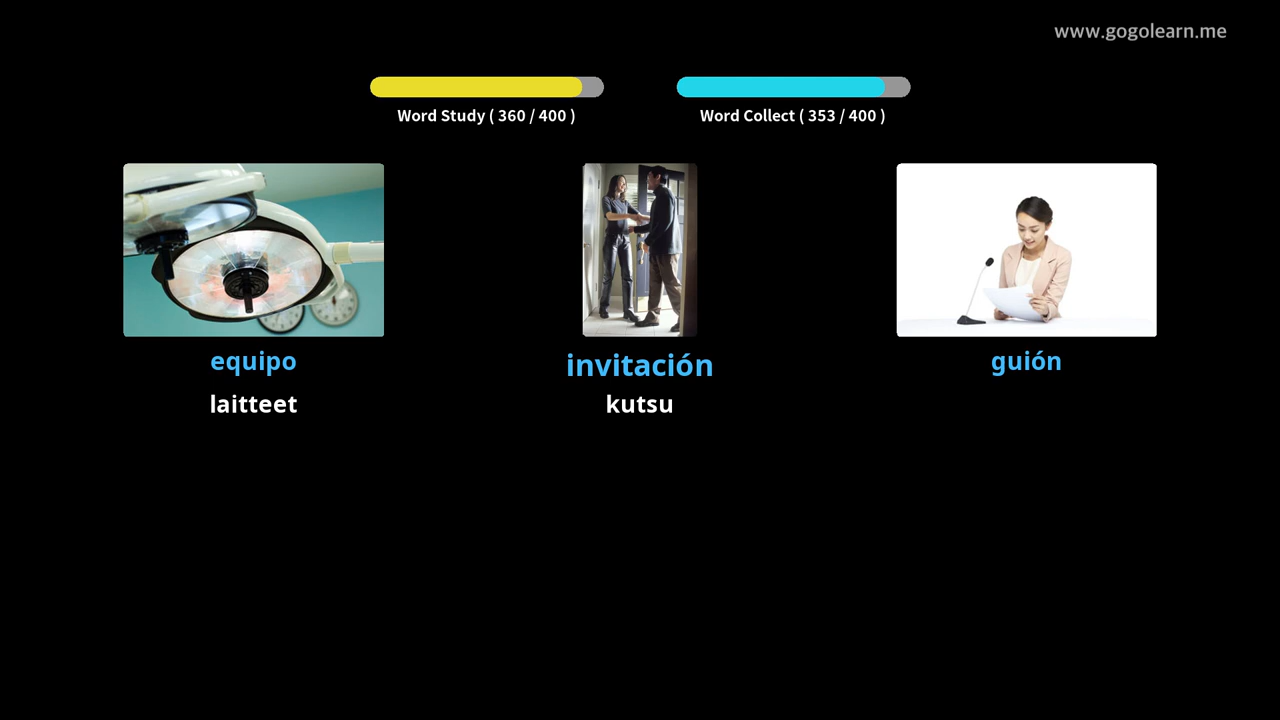 www.gogolearn.me
Word Study ( 360 / 400 )
Word Collect ( 353 / 400 )
equipo
invitación
guión
laitteet
kutsu